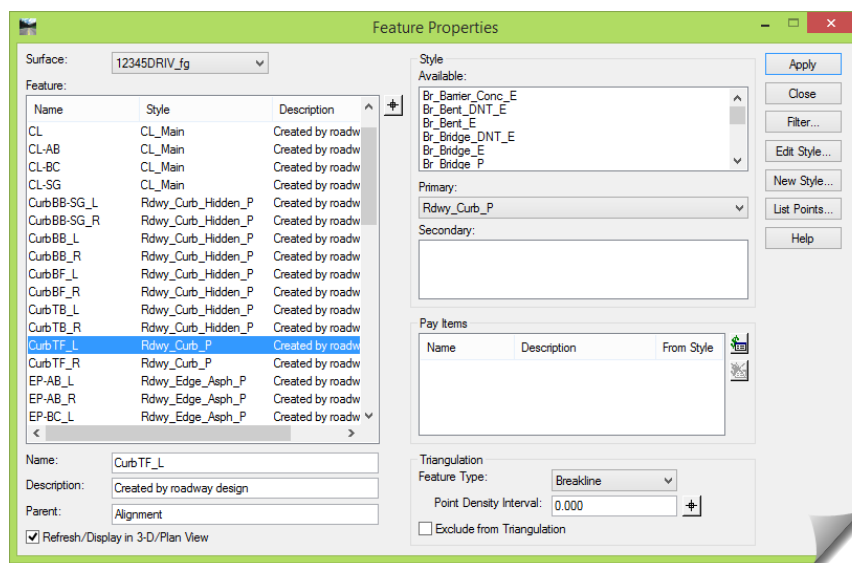 Feature Properties
Surface:
12345DRIV_fg
Feature:
Name Style Description
CL CL_Main Created by roadw
CL-AB CL_Main Created by roadw
CL-BC CL_Main Created by roadw
CL-SG CL_Main Created by roadw
CurbBB-SG_L Rdwy_Curb_Hidden_P Created by roadw
CurbBB-SG_R Rdwy_Curb_Hidden_P Created by roadw
CurbBB_L Rdwy_Curb_Hidden_P Created by roadw
CurbBB_R Rdwy_Curb_Hidden_P Created by roadw
CurbBF_L Rdwy_Curb_Hidden_P Created by roadw
CurbBF_R Rdwy_Curb_Hidden_P Created by roadw
CurbTB_L Rdwy_Curb_Hidden_P Created by roadw
CurbTB_R Rdwy_Curb_Hidden_P Created by roadw
CurbTF_L Rdwy_Curb_P Created by roadw
CurbTF_R Rdwy_Curb_P Created by roadw
EP-AB_L Rdwy_Edge_Asph_P Created by roadw
EP-AB_R Rdwy_Edge_Asph_P Created by roadw
EP-BC_L Rdwy_Edge_Asph_P Created by roadw
Name:
CurbTF_L
Description:
Created by roadway design
Parent:
Alignment
Refresh/Display in 3-D/Plan View
Style
Available:
Br_Barrier_Conc_E
Br_Bent_DNT_E
Br_Bent_E
Br_Bridge_DNT_E
Br_Bridge_E
Br_Bridge_P
Primary:
Rdwy_Curb_P
Secondary:
Pay Items
Name Description From Style
Triangulation
Feature Type:
Breakline
Point Density Interval:
0.000
Exclude from Triangulation
Apply
Close
Filter...
Edit Style...
New Style...
List Points...
Help